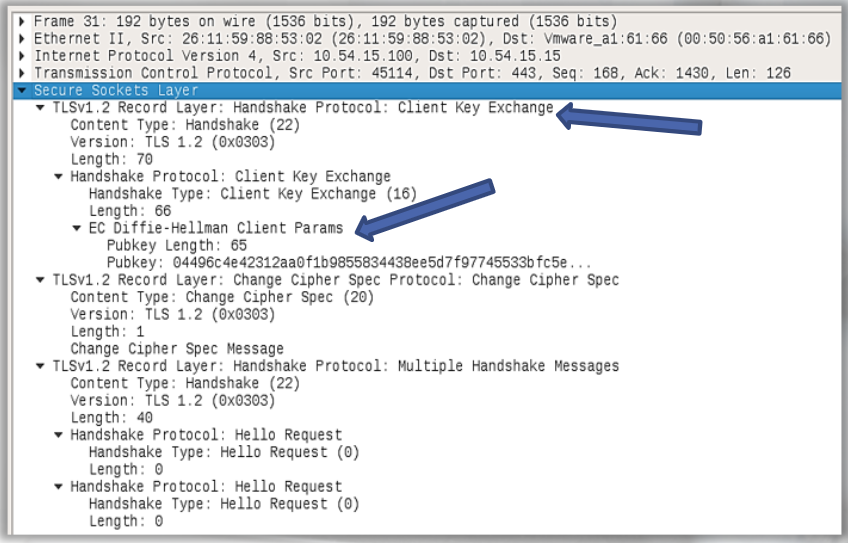 Frame 31: 192 bytes on wire (1536 bits), 192 bytes captured (1536 bits)
Ethernet II, Src: 26:11:59:88:53:02 (26:11:59:88:53:02), Dst: Vmware_a1:61:66 (00:50:56:a1:61:66)
Internet Protocol Version 4, Src: 10.54.15.100, Dst: 10.54.15.15
Transmission Control Protocol, Src Port: 45114, Dst Port: 443, Seq: 168, Ack: 1430, Len: 126
Secure Sockets Layer
TLSv1.2 Record Layer: Handshake Protocol: Client Key Exchange
Content Type: Handshake (22)
Version: TLS 1.2 (0x0303)
Length: 70
Handshake Protocol: Client Key Exchange
Handshake Type: Client Key Exchange (16)
Length: 66
EC Diffie-Hellman Client Params
Pubkey Length: 65
Pubkey: 04496c4e42312aa0f1b9855834438ee5d7f97745533bfc5e...
TLSv1.2 Record Layer: Change Cipher Spec Protocol: Change Cipher Spec
Content Type: Change Cipher Spec (20)
Version: TLS 1.2 (0x0303)
Length: 1
Change Cipher Spec Message
TLSv1.2 Record Layer: Handshake Protocol: Multiple Handshake Messages
Content Type: Handshake (22)
Version: TLS 1.2 (0x0303)
Length: 40
Handshake Protocol: Hello Request
Handshake Type: Hello Request (0)
Length: 0
Handshake Protocol: Hello Request
Handshake Type: Hello Request (0)
Length: 0